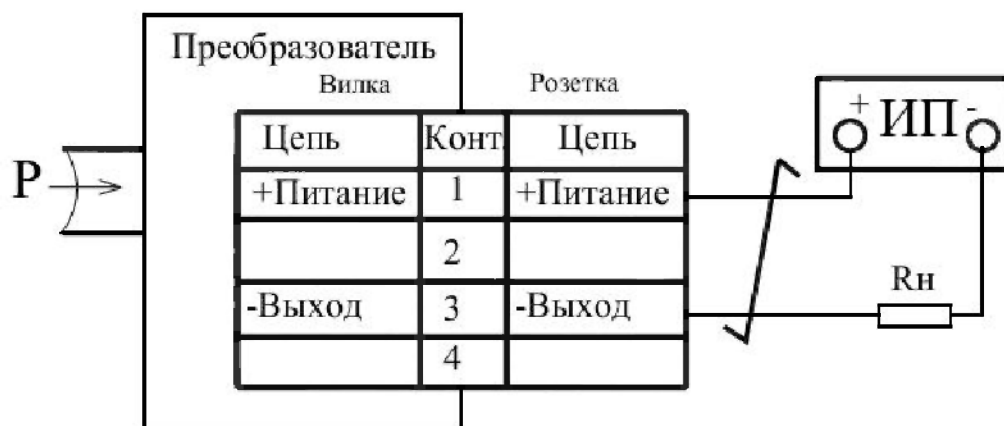 Преобразователь
Вилка Розетка
+ ИП -
Цепь Конт. Цепь
Р
+Питание 1 +Питание
2
Rн
-Выход 3 -Выход
4